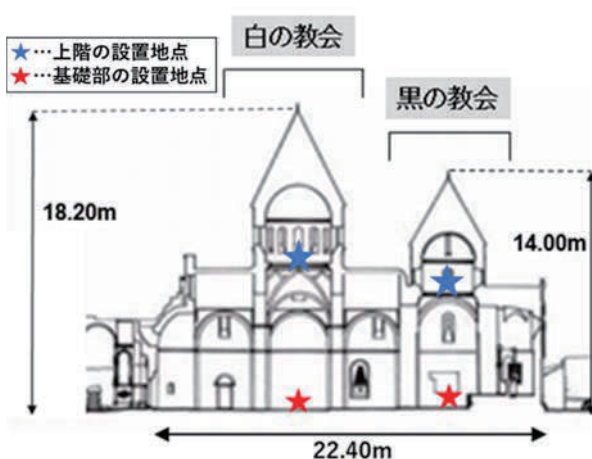 白の教会
★…上階の設置地点
★…基礎部の設置地点
黒の教会
18.20m
14.00m
22.40m